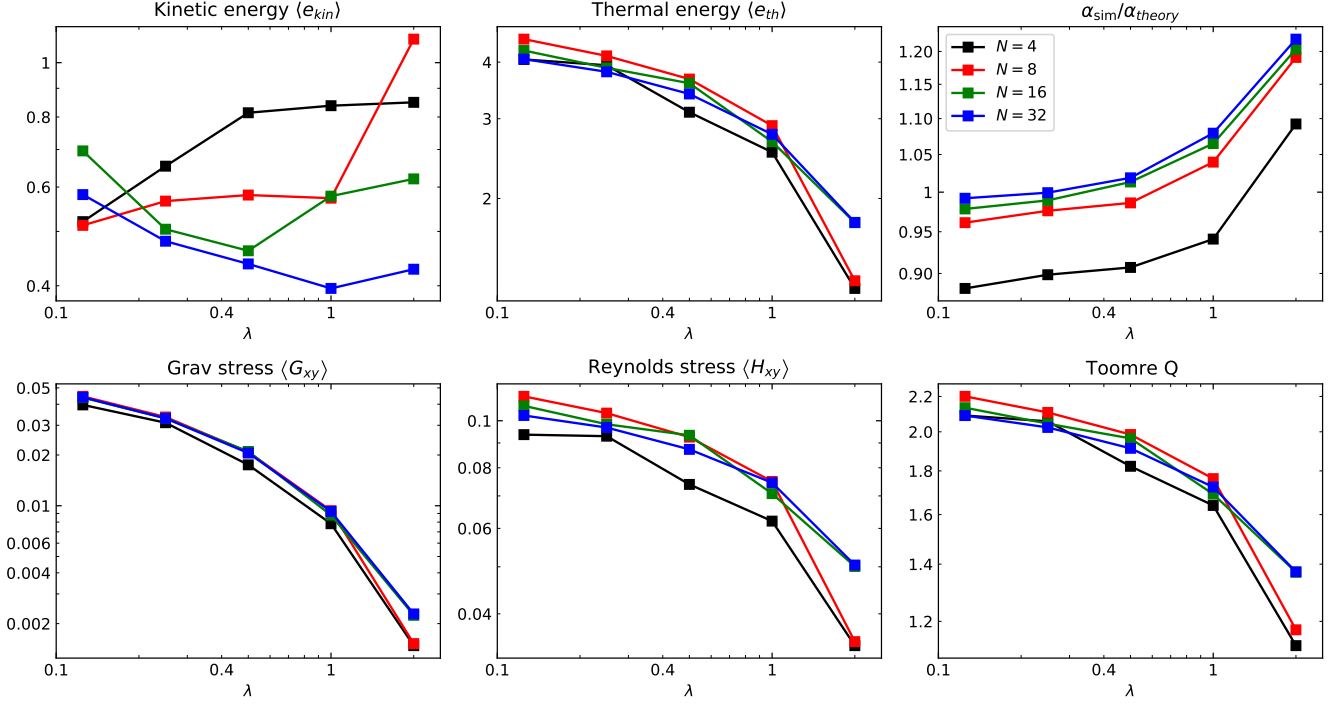 Kinetic energy ⟨e_kin⟩
1
0.8
0.6
0.4
0.1 0.4 1
λ
Thermal energy ⟨e_th⟩
4
3
2
0.1 0.4 1
λ
α_sim/α_theory
1.20
1.15
1.10
1.05
1
0.95
0.90
N = 4
N = 8
N = 16
N = 32
0.1 0.4 1
λ
Grav stress ⟨G_xy⟩
0.05
0.03
0.02
0.01
0.006
0.004
0.002
0.1 0.4 1
λ
Reynolds stress ⟨H_xy⟩
0.1
0.08
0.06
0.04
0.1 0.4 1
λ
Toomre Q
2.2
2.0
1.8
1.6
1.4
1.2
0.1 0.4 1
λ